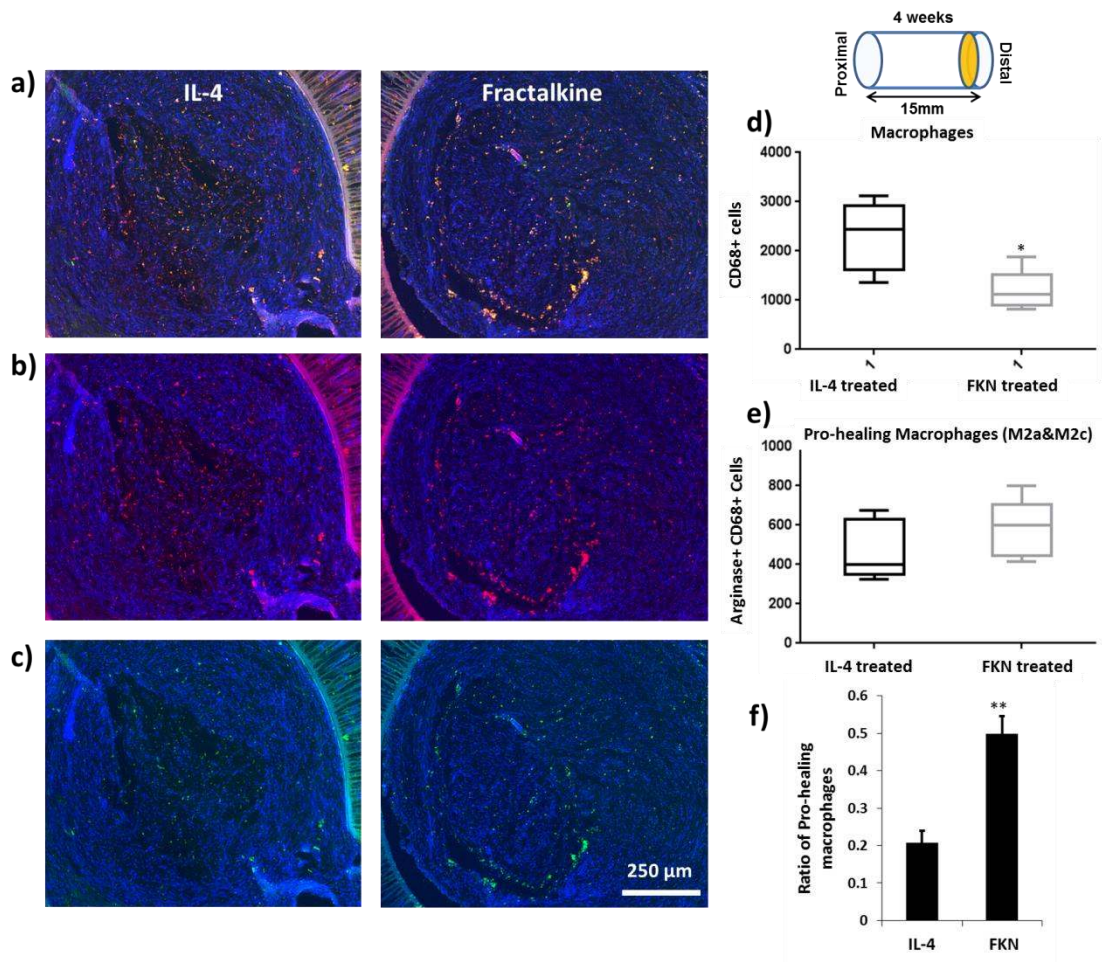 a)
IL-4
Fractalkine
b)
c)
250 μm
4 weeks
Proximal
Distal
15mm
d)
Macrophages
CD68+ cells
4000
3000
2000
1000
0
*
1
1
IL-4 treated
FKN treated
e)
Pro-healing Macrophages (M2a&M2c)
Arginase+ CD68+ Cells
1000
800
600
400
200
0
IL-4 treated
FKN treated
f)
Ratio of Pro-healing
macrophages
0.6
0.5
0.4
0.3
0.2
0.1
0
**
IL-4
FKN